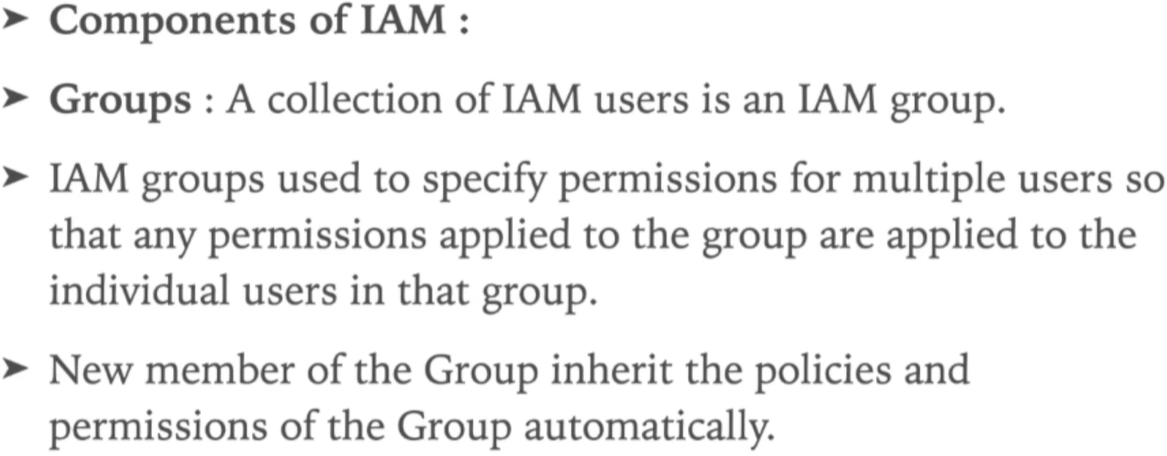 ➤ Components of IAM :
➤ Groups : A collection of IAM users is an IAM group.
➤ IAM groups used to specify permissions for multiple users so
that any permissions applied to the group are applied to the
individual users in that group.
➤ New member of the Group inherit the policies and
permissions of the Group automatically.